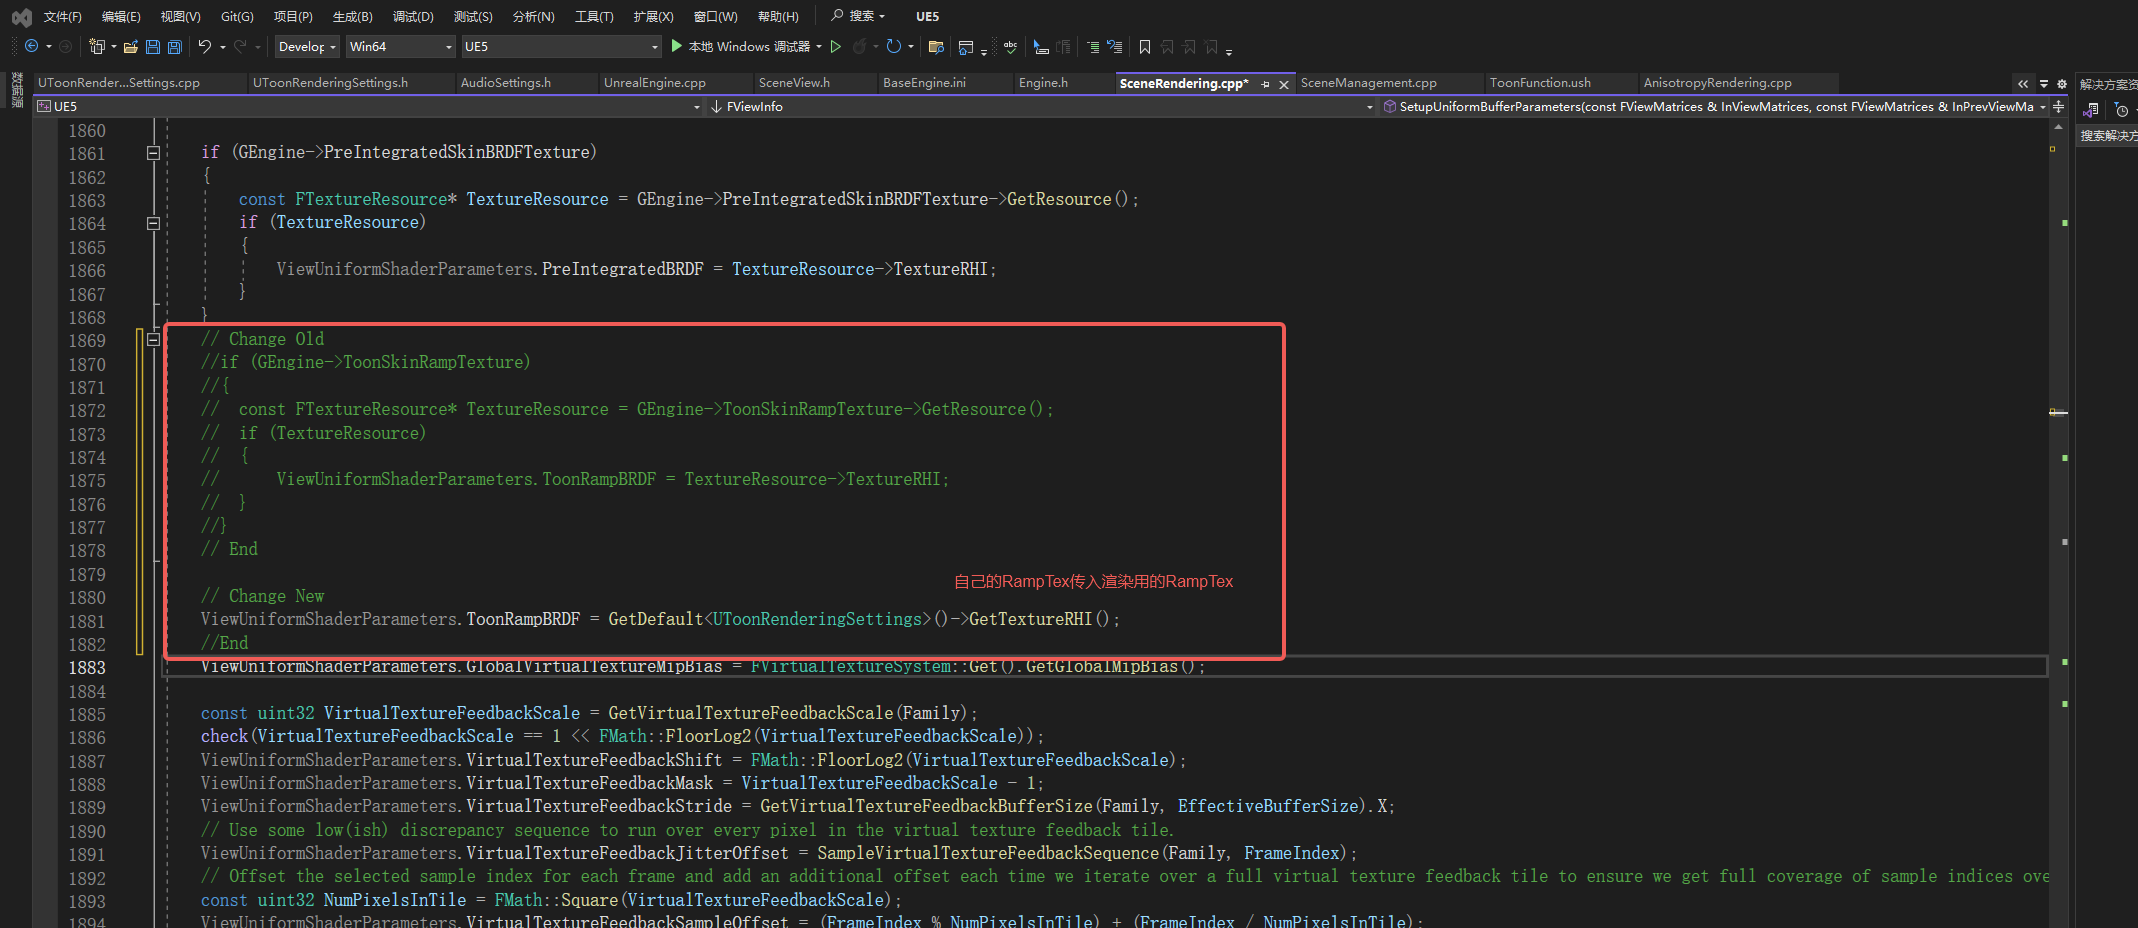 文件(F) 编辑(E) 视图(V) Git(G) 项目(P) 生成(B) 调试(D) 测试(S) 分析(N) 工具(T) 扩展(X) 窗口(W) 帮助(H) 搜索 UE5
Develop Win64 UE5 本地 Windows 调试器
数据源
UToonRender...Settings.cpp UToonRenderingSettings.h AudioSettings.h UnrealEngine.cpp SceneView.h BaseEngine.ini Engine.h SceneRendering.cpp* SceneManagement.cpp ToonFunction.ush AnisotropyRendering.cpp
解决方案资
UE5 FViewInfo SetupUniformBufferParameters(const FViewMatrices & InViewMatrices, const FViewMatrices & InPrevViewMa
搜索解决方
1860
1861 if (GEngine->PreIntegratedSkinBRDFTexture)
1862 {
1863 const FTextureResource* TextureResource = GEngine->PreIntegratedSkinBRDFTexture->GetResource();
1864 if (TextureResource)
1865 {
1866 ViewUniformShaderParameters.PreIntegratedBRDF = TextureResource->TextureRHI;
1867 }
1868 }
1869 // Change Old
1870 //if (GEngine->ToonSkinRampTexture)
1871 //{
1872 // const FTextureResource* TextureResource = GEngine->ToonSkinRampTexture->GetResource();
1873 // if (TextureResource)
1874 // {
1875 // ViewUniformShaderParameters.ToonRampBRDF = TextureResource->TextureRHI;
1876 // }
1877 //}
1878 // End
1879
自己的RampTex传入渲染用的RampTex
1880 // Change New
1881 ViewUniformShaderParameters.ToonRampBRDF = GetDefault<UToonRenderingSettings>()->GetTextureRHI();
1882 //End
1883 ViewUniformShaderParameters.GlobalVirtualTextureMipBias = FVirtualTextureSystem::Get().GetGlobalMipBias();
1884
1885 const uint32 VirtualTextureFeedbackScale = GetVirtualTextureFeedbackScale(Family);
1886 check(VirtualTextureFeedbackScale == 1 << FMath::FloorLog2(VirtualTextureFeedbackScale));
1887 ViewUniformShaderParameters.VirtualTextureFeedbackShift = FMath::FloorLog2(VirtualTextureFeedbackScale);
1888 ViewUniformShaderParameters.VirtualTextureFeedbackMask = VirtualTextureFeedbackScale - 1;
1889 ViewUniformShaderParameters.VirtualTextureFeedbackStride = GetVirtualTextureFeedbackBufferSize(Family, EffectiveBufferSize).X;
1890 // Use some low(ish) discrepancy sequence to run over every pixel in the virtual texture feedback tile.
1891 ViewUniformShaderParameters.VirtualTextureFeedbackJitterOffset = SampleVirtualTextureFeedbackSequence(Family, FrameIndex);
1892 // Offset the selected sample index for each frame and add an additional offset each time we iterate over a full virtual texture feedback tile to ensure we get full coverage of sample indices ove
1893 const uint32 NumPixelsInTile = FMath::Square(VirtualTextureFeedbackScale);
1894 ViewUniformShaderParameters.VirtualTextureFeedbackSampleOffset = (FrameIndex % NumPixelsInTile) + (FrameIndex / NumPixelsInTile);